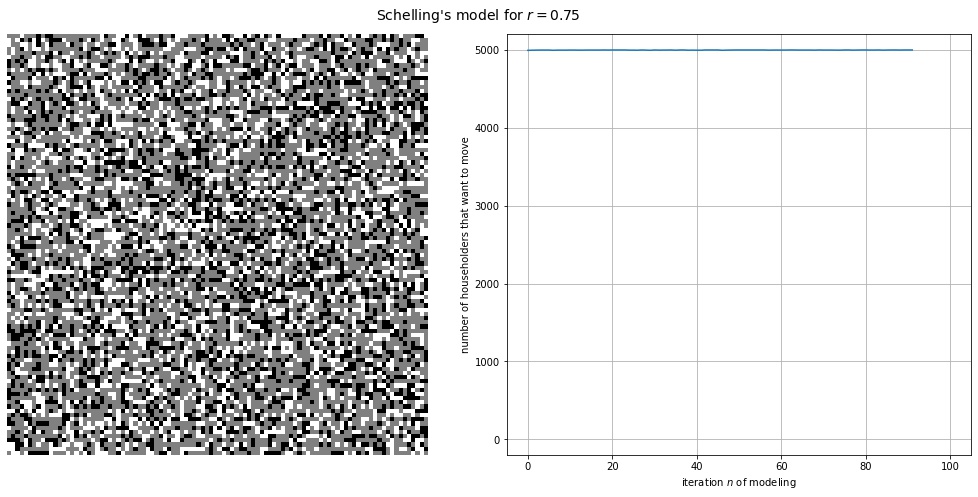 Schelling's model for r = 0.75
number of householders that want to move
5000
4000
3000
2000
1000
0
0 20 40 60 80 100
iteration n of modeling